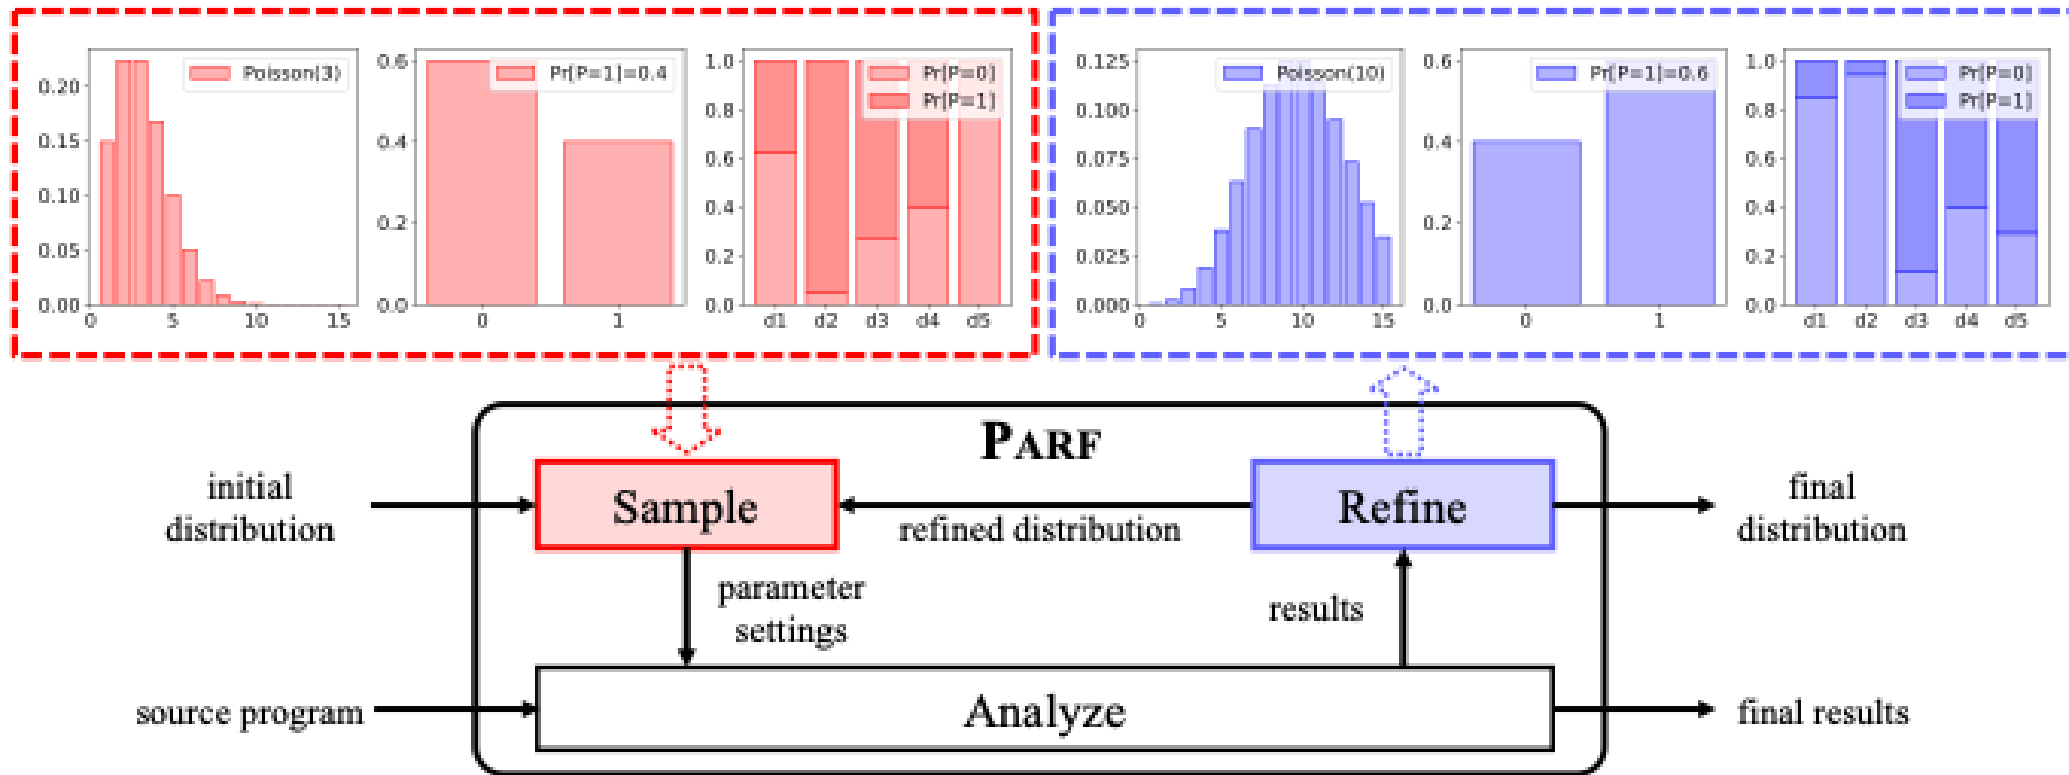 Poisson(3)
0.20
0.15
0.10
0.05
0.00
0 5 10 15
Pr[P=1]=0.4
0.6
0.4
0.2
0.0
0 1
Pr[P=0]
Pr[P=1]
1.0
0.8
0.6
0.4
0.2
0.0
d1 d2 d3 d4 d5
Poisson(10)
0.125
0.100
0.075
0.050
0.025
0.000
0 5 10 15
Pr[P=1]=0.6
0.6
0.4
0.2
0.0
0 1
Pr[P=0]
Pr[P=1]
1.0
0.8
0.6
0.4
0.2
0.0
d1 d2 d3 d4 d5
PARF
initial
distribution
Sample
refined distribution
Refine
final
distribution
parameter
settings
results
source program
Analyze
final results